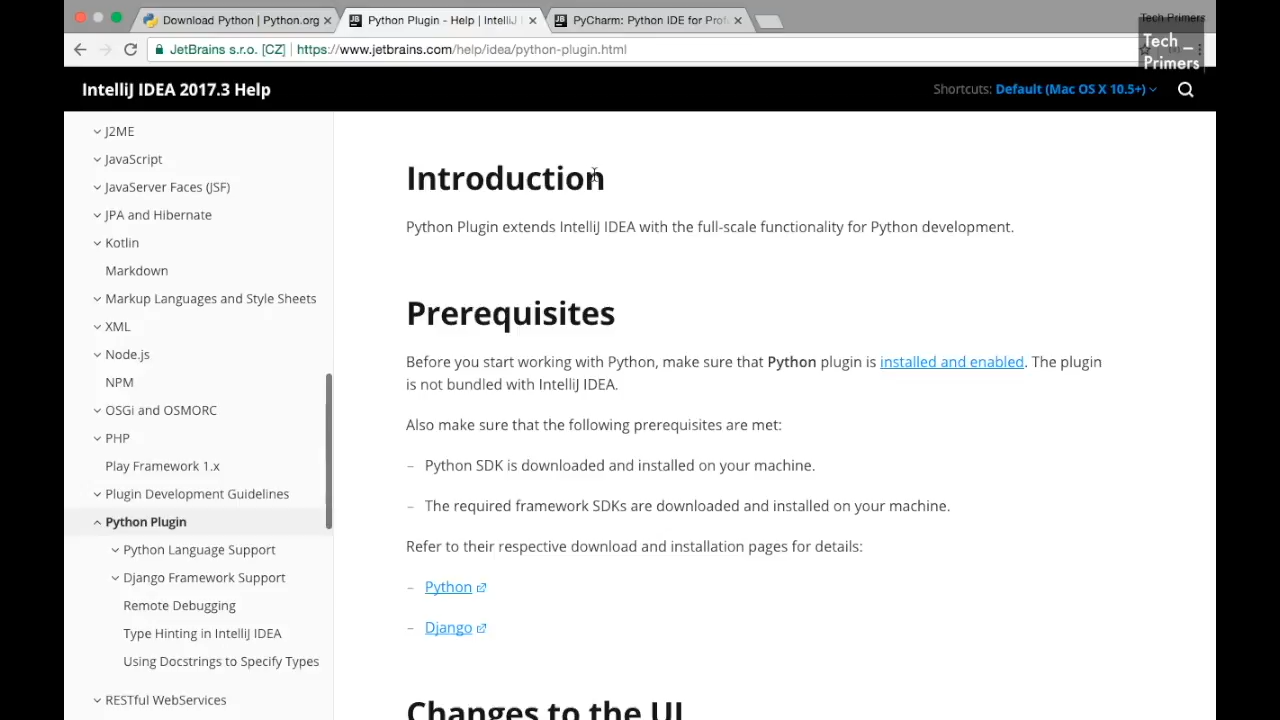 Download Python | Python.org
Python Plugin - Help | IntelliJ
PyCharm: Python IDE for Prof
Tech Primers
JetBrains s.r.o. [CZ]
https://www.jetbrains.com/help/idea/python-plugin.html
Tech _
Primers
IntelliJ IDEA 2017.3 Help
Shortcuts: Default (Mac OS X 10.5+)
J2ME
JavaScript
JavaServer Faces (JSF)
JPA and Hibernate
Kotlin
Markdown
Markup Languages and Style Sheets
XML
Node.js
NPM
OSGi and OSMORC
PHP
Play Framework 1.x
Plugin Development Guidelines
Python Plugin
Python Language Support
Django Framework Support
Remote Debugging
Type Hinting in IntelliJ IDEA
Using Docstrings to Specify Types
RESTful WebServices
Introduction
Python Plugin extends IntelliJ IDEA with the full-scale functionality for Python development.
Prerequisites
Before you start working with Python, make sure that Python plugin is installed and enabled. The plugin
is not bundled with IntelliJ IDEA.
Also make sure that the following prerequisites are met:
– Python SDK is downloaded and installed on your machine.
– The required framework SDKs are downloaded and installed on your machine.
Refer to their respective download and installation pages for details:
– Python
– Django
Changes to the UI